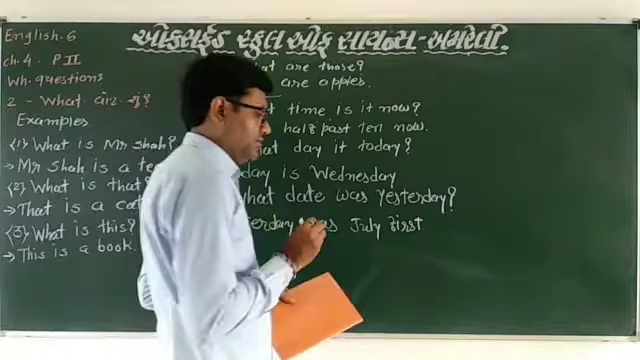 ઓક્સફર્ડ સ્કુલ ઓફ સાયન્સ-અમરેલી.
English.6
ch.4. P II
Wh. questions
2 - What વોટ-શું?
Examples
(1) What is Mr shah?
→ Mr Shah is a
(2) What is that?
→ That is a cat
(3) What is this?
→ This is a book.
are those?
are apples.
time is it now?
half past ten now.
day it today?
is Wednesday
what date was yesterday?
was July first